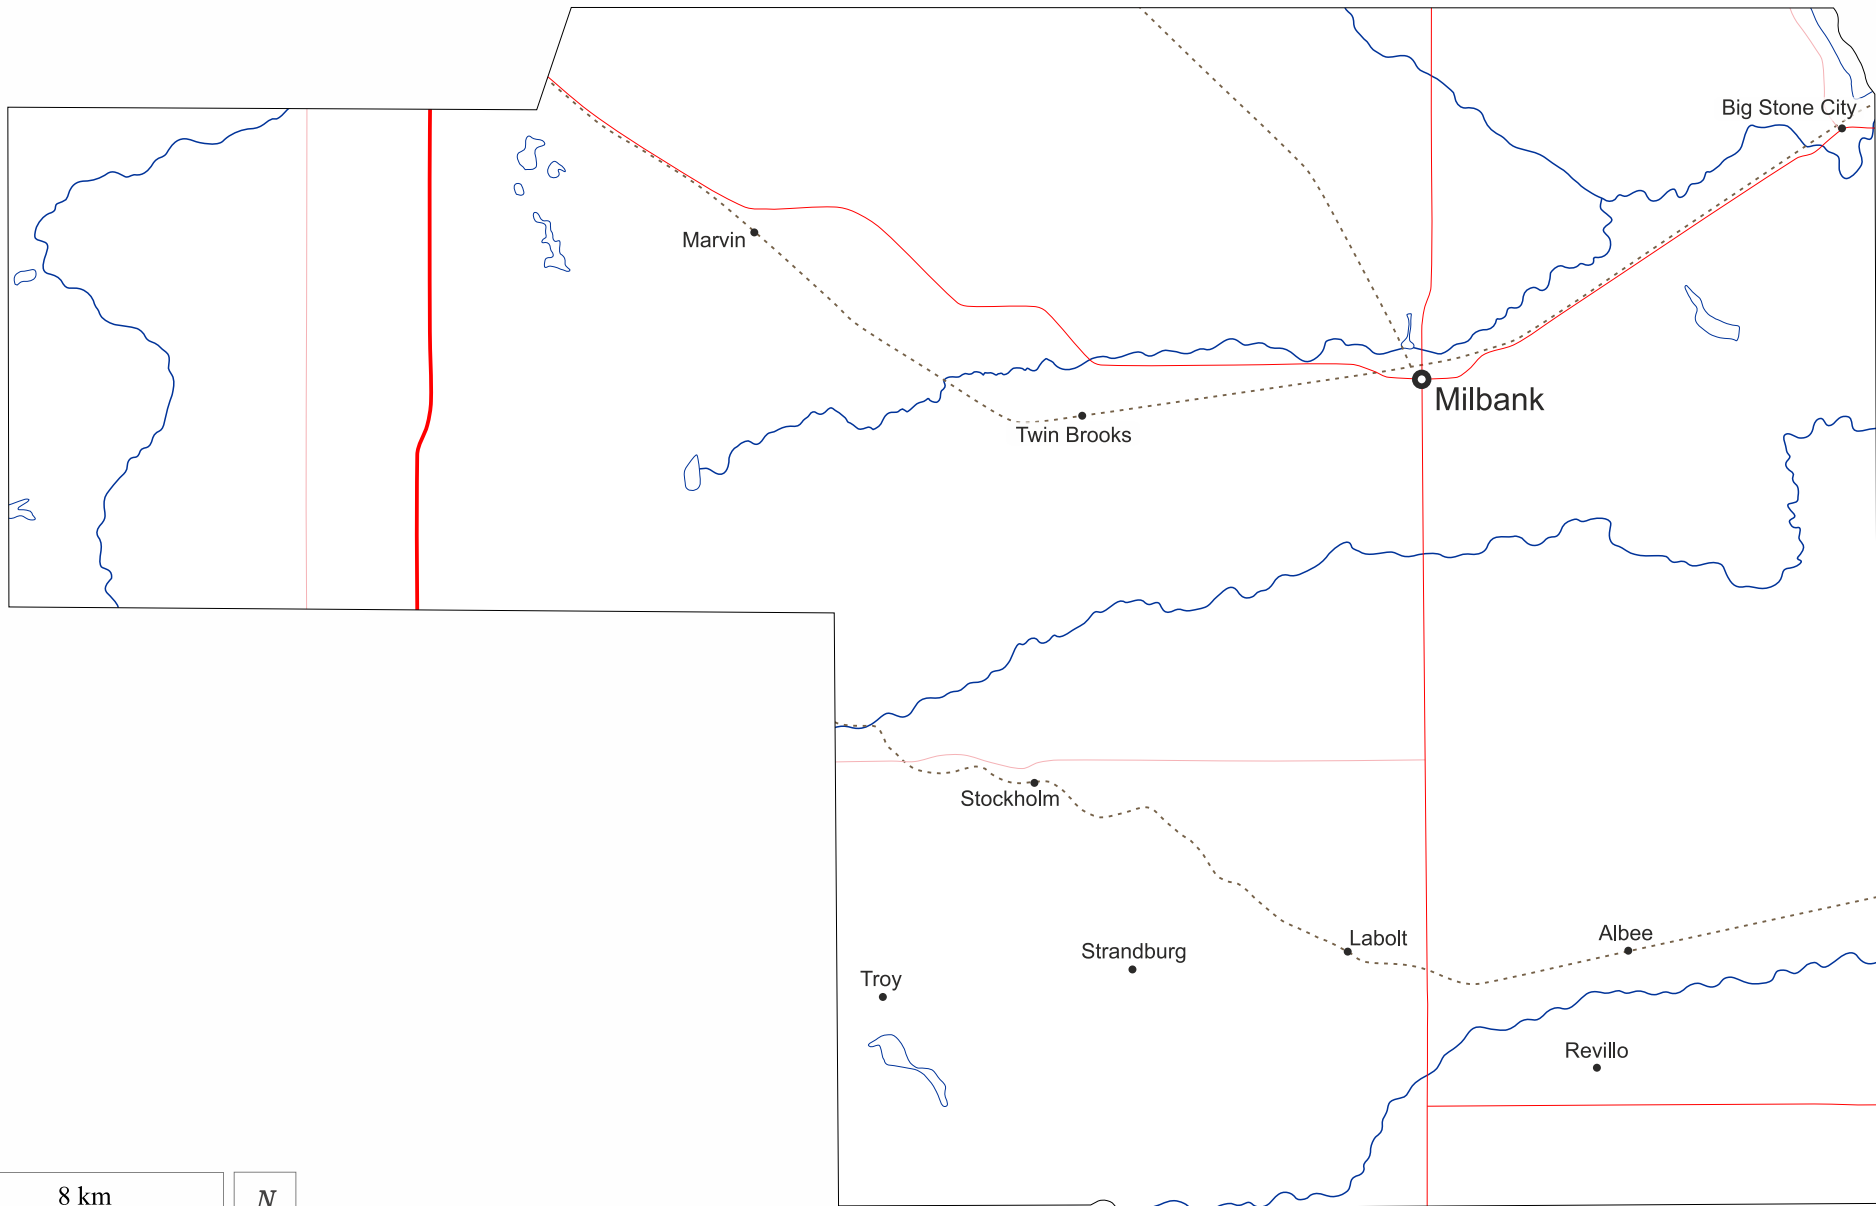 Big Stone City
Marvin
Milbank
Twin Brooks
Stockholm
Labolt
Albee
Strandburg
Troy
Revillo
8 km
N